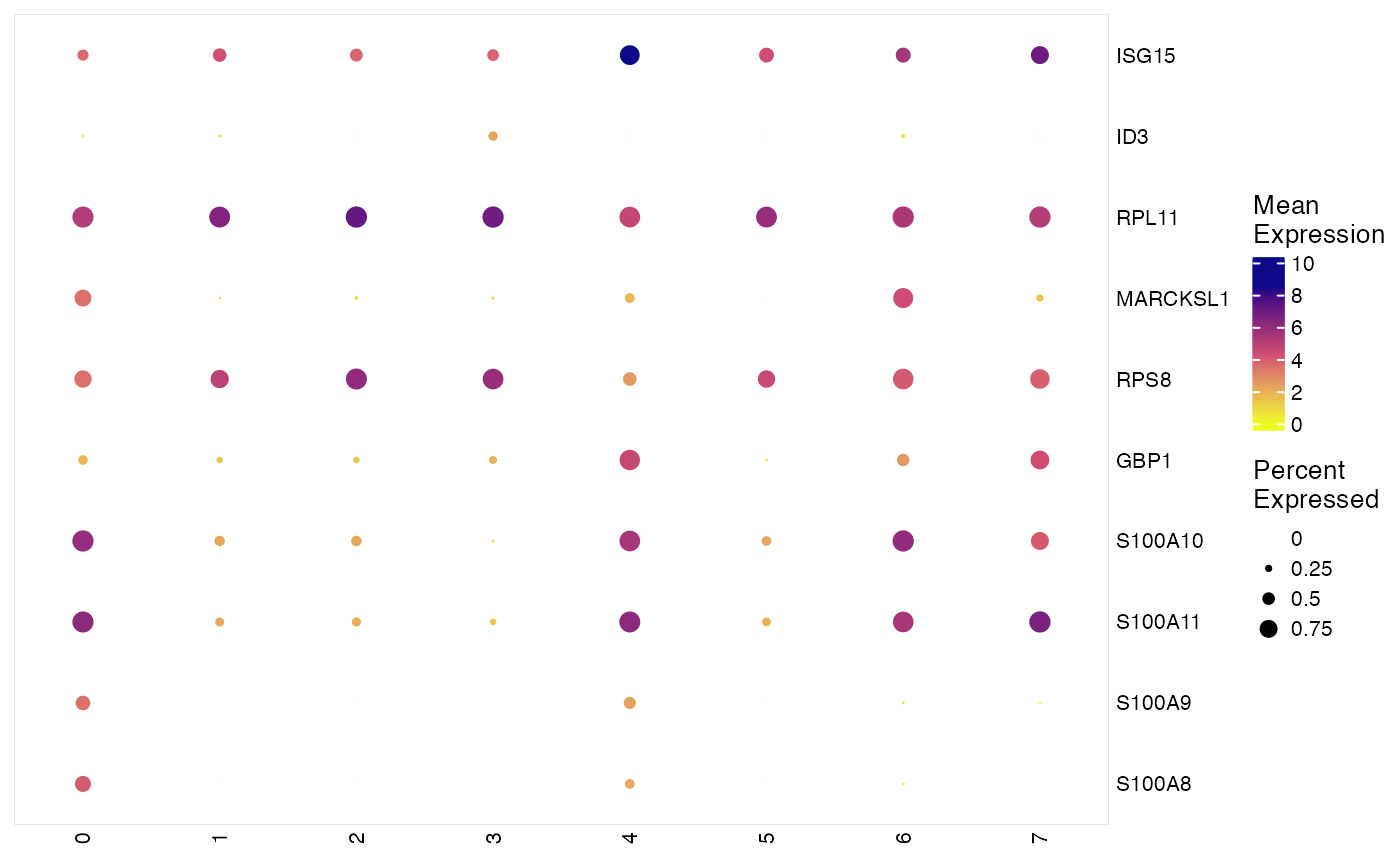 ISG15
ID3
RPL11
MARCKSL1
RPS8
GBP1
S100A10
S100A11
S100A9
S100A8
0 1 2 3 4 5 6 7
Mean
Expression
10
8
6
4
2
0
Percent
Expressed
0
0.25
0.5
0.75